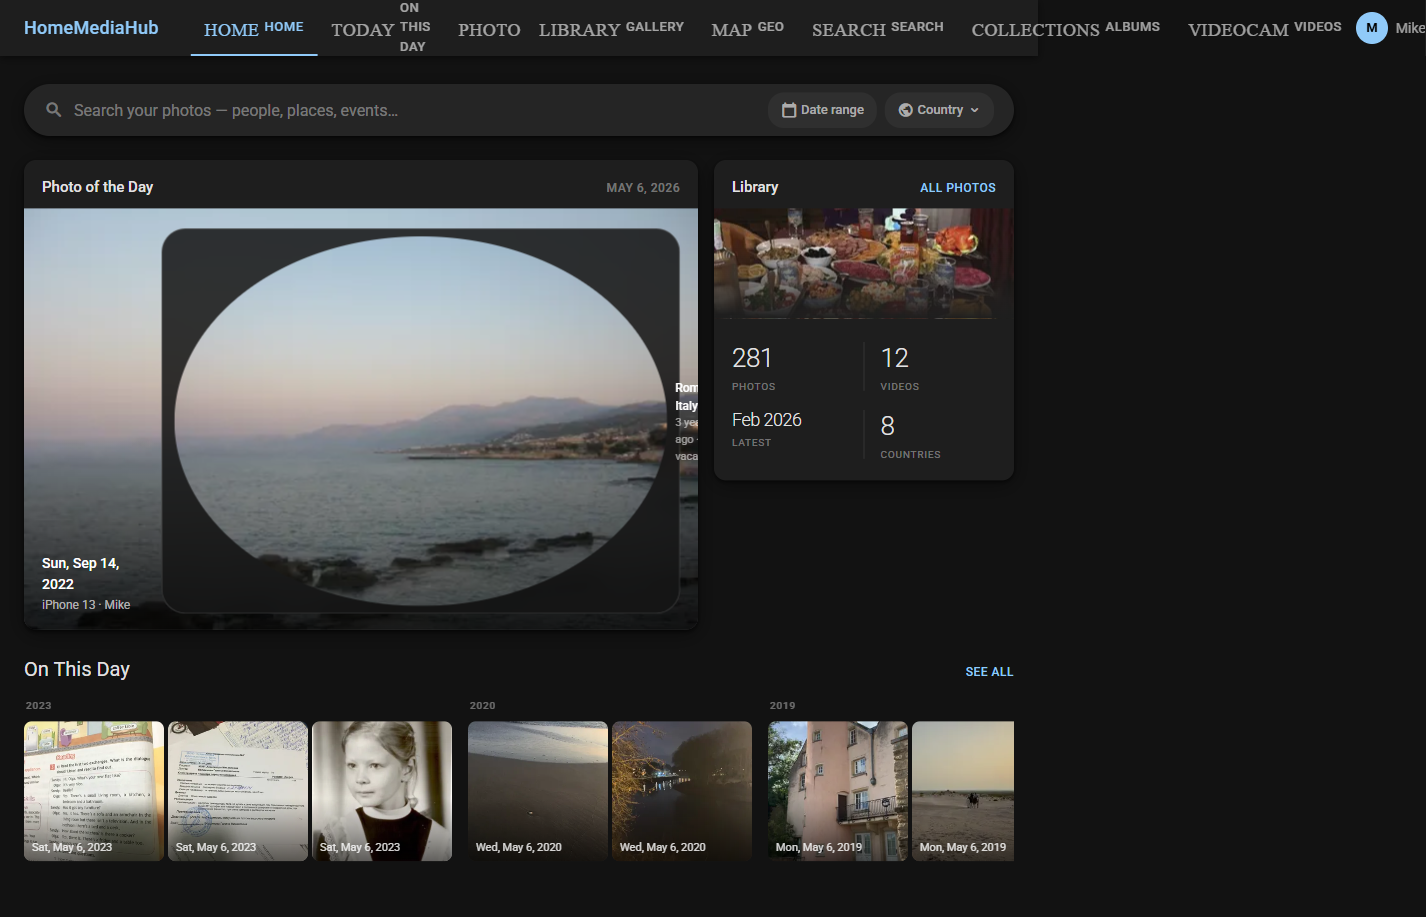 HomeMediaHub
HOME HOME
TODAY ON THIS DAY
PHOTO LIBRARY GALLERY
MAP GEO
SEARCH SEARCH
COLLECTIONS ALBUMS
VIDEOCAM VIDEOS
M Mike
Search your photos — people, places, events...
Date range
Country
Photo of the Day
MAY 6, 2026
Library
ALL PHOTOS
Italy
ago
281
PHOTOS
12
VIDEOS
Feb 2026
LATEST
8
COUNTRIES
Sun, Sep 14,
2022
iPhone 13 · Mike
On This Day
SEE ALL
2023
2020
2019
Reading
Sat, May 6, 2023
Sat, May 6, 2023
Sat, May 6, 2023
Wed, May 6, 2020
Wed, May 6, 2020
Mon, May 6, 2019
Mon, May 6, 2019